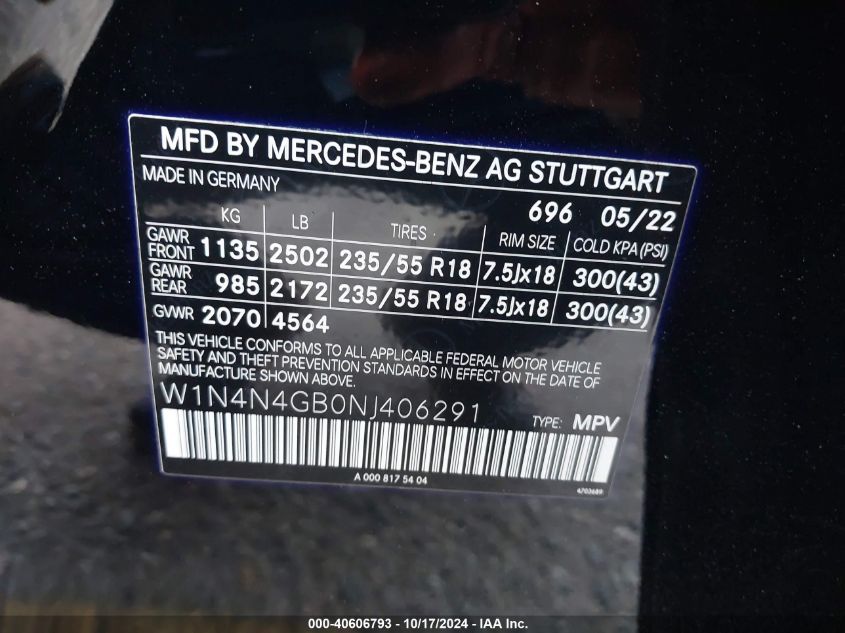 MFD BY MERCEDES-BENZ AG STUTTGART
MADE IN GERMANY
696 05/22
KG LB TIRES RIM SIZE COLD KPA(PSI)
GAWR FRONT 1135 2502 235/55 R18 7.5Jx18 300(43)
GAWR REAR 985 2172 235/55 R18 7.5Jx18 300(43)
GVWR 2070 4564
THIS VEHICLE CONFORMS TO ALL APPLICABLE FEDERAL MOTOR VEHICLE
SAFETY AND THEFT PREVENTION STANDARDS IN EFFECT ON THE DATE OF
MANUFACTURE SHOWN ABOVE.
W1N4N4GB0NJ406291 TYPE: MPV
A 000 817 54 04
4703689
000-40606793 - 10/17/2024 - IAA Inc.